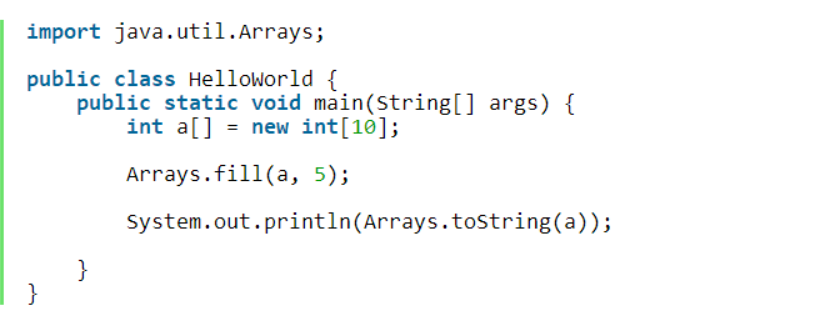 import java.util.Arrays;
public class HelloWorld {
public static void main(String[] args) {
int a[] = new int[10];
Arrays.fill(a, 5);
System.out.println(Arrays.toString(a));
}
}